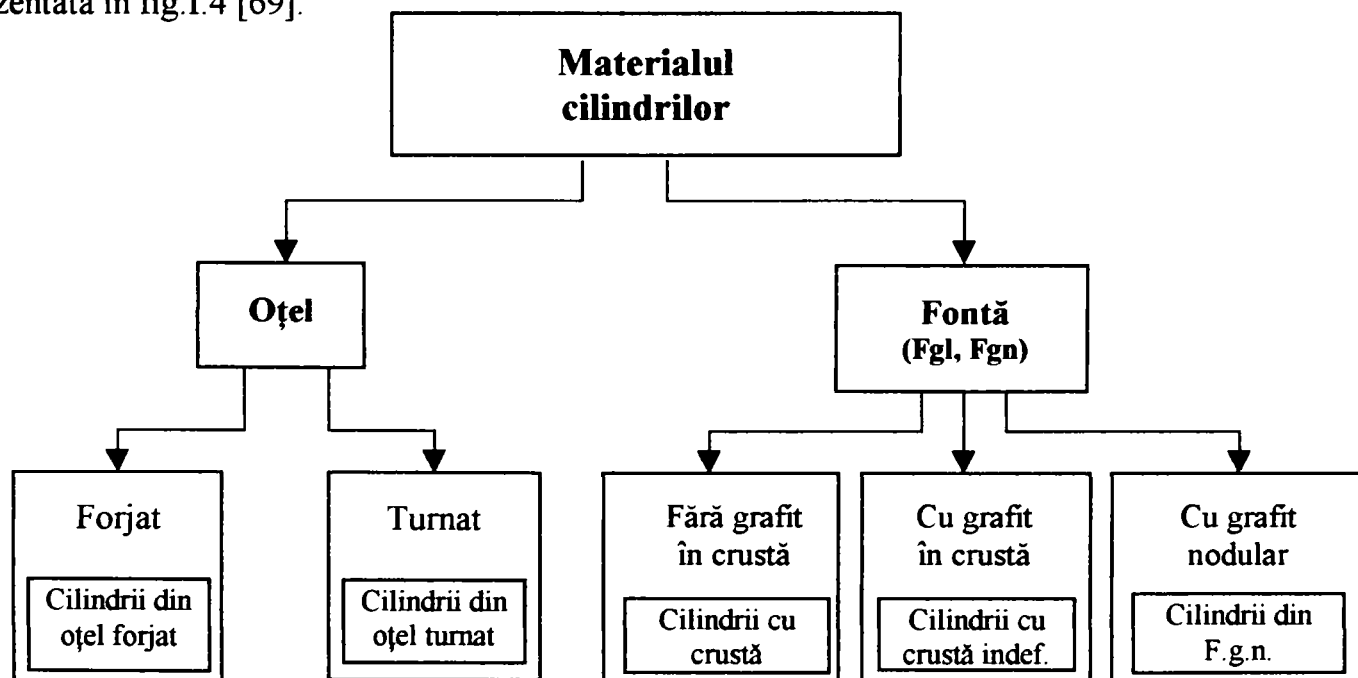 zentată în fig.I.4 [69].
Materialul
cilindrilor
Oțel
Fontă
(Fgl, Fgn)
Forjat
Cilindrii din
oțel forjat
Turnat
Cilindrii din
oțel turnat
Fără grafit
în crustă
Cilindrii cu
crustă
Cu grafit
în crustă
Cilindrii cu
crustă indef.
Cu grafit
nodular
Cilindrii din
F.g.n.